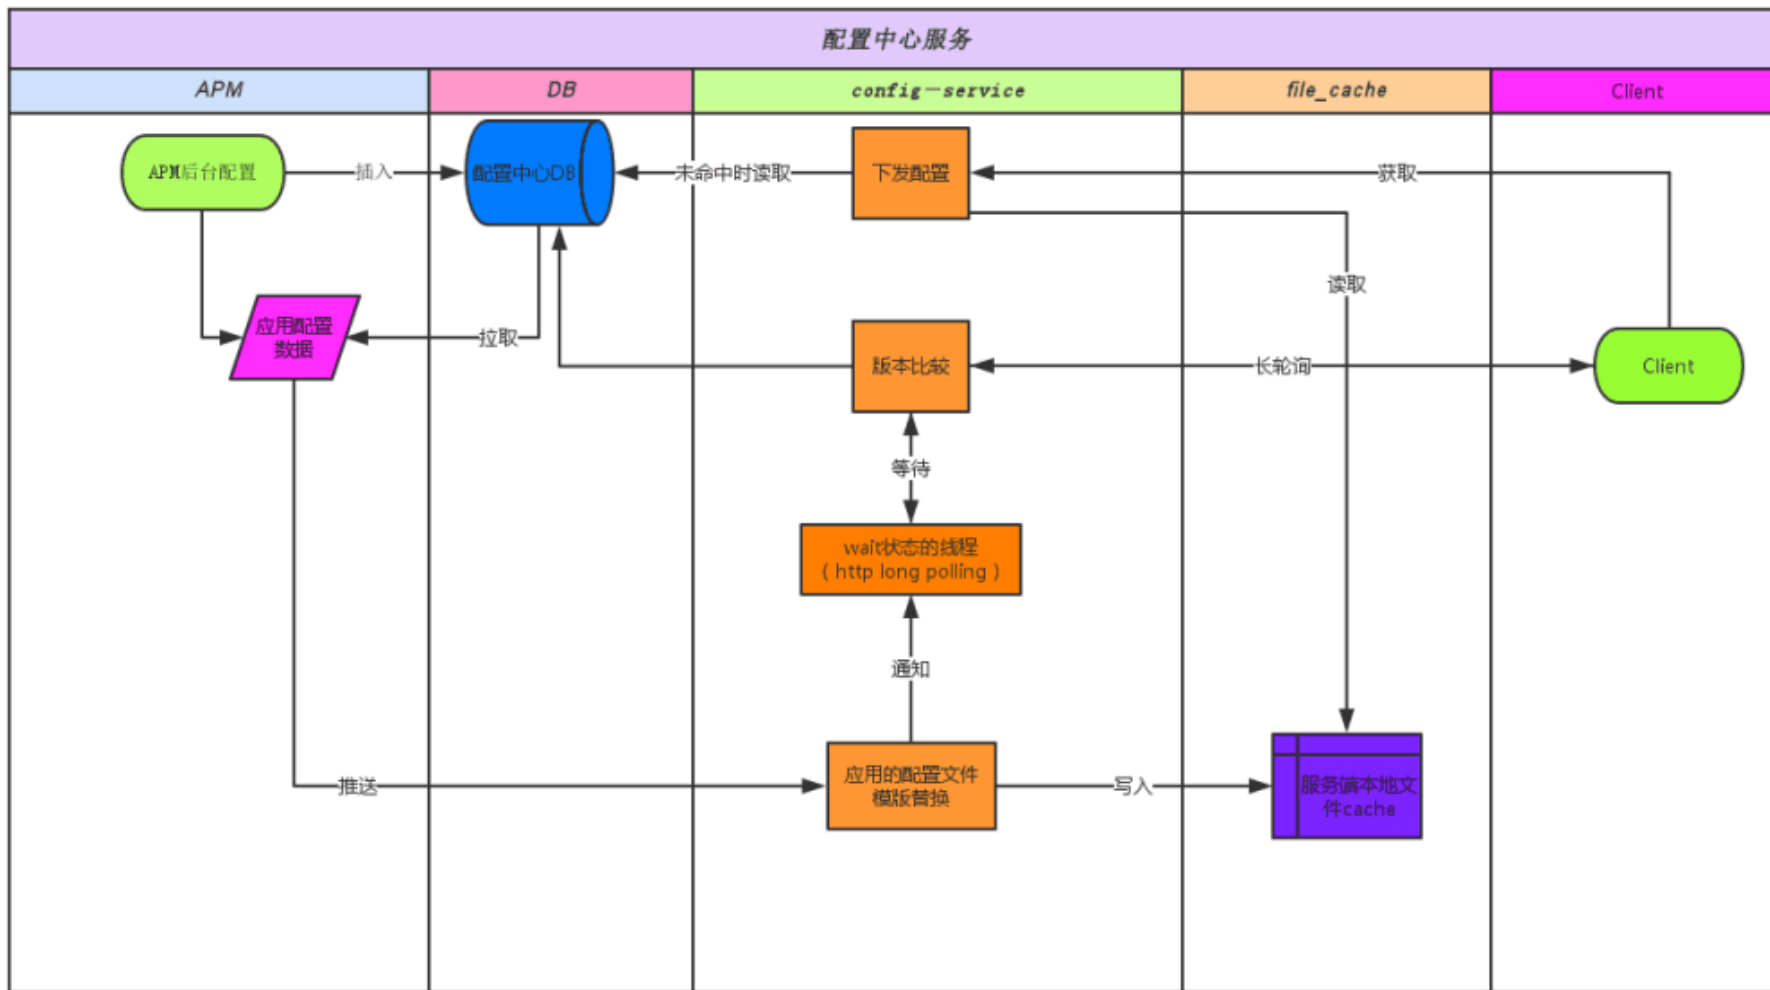 配置中心服务
APM
DB
config－service
file_cache
Client
APM后台配置
插入
配置中心DB
未命中时读取
下发配置
获取
读取
应用配置
数据
拉取
版本比较
长轮询
Client
等待
wait状态的线程
（ http long polling ）
通知
推送
应用的配置文件
模版替换
写入
服务端本地文
件cache